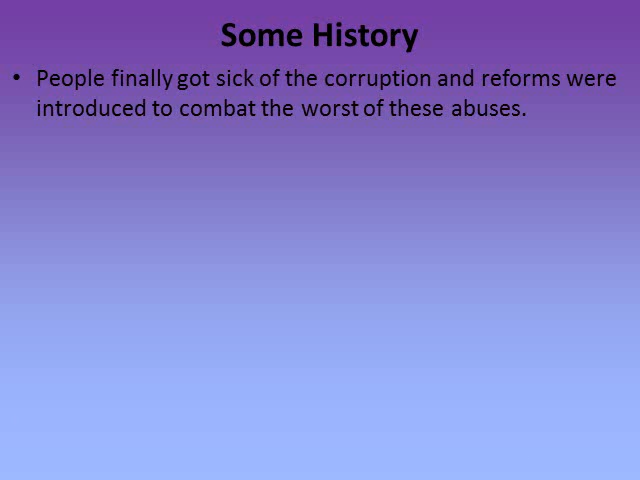 Some History
• People finally got sick of the corruption and reforms were
introduced to combat the worst of these abuses.